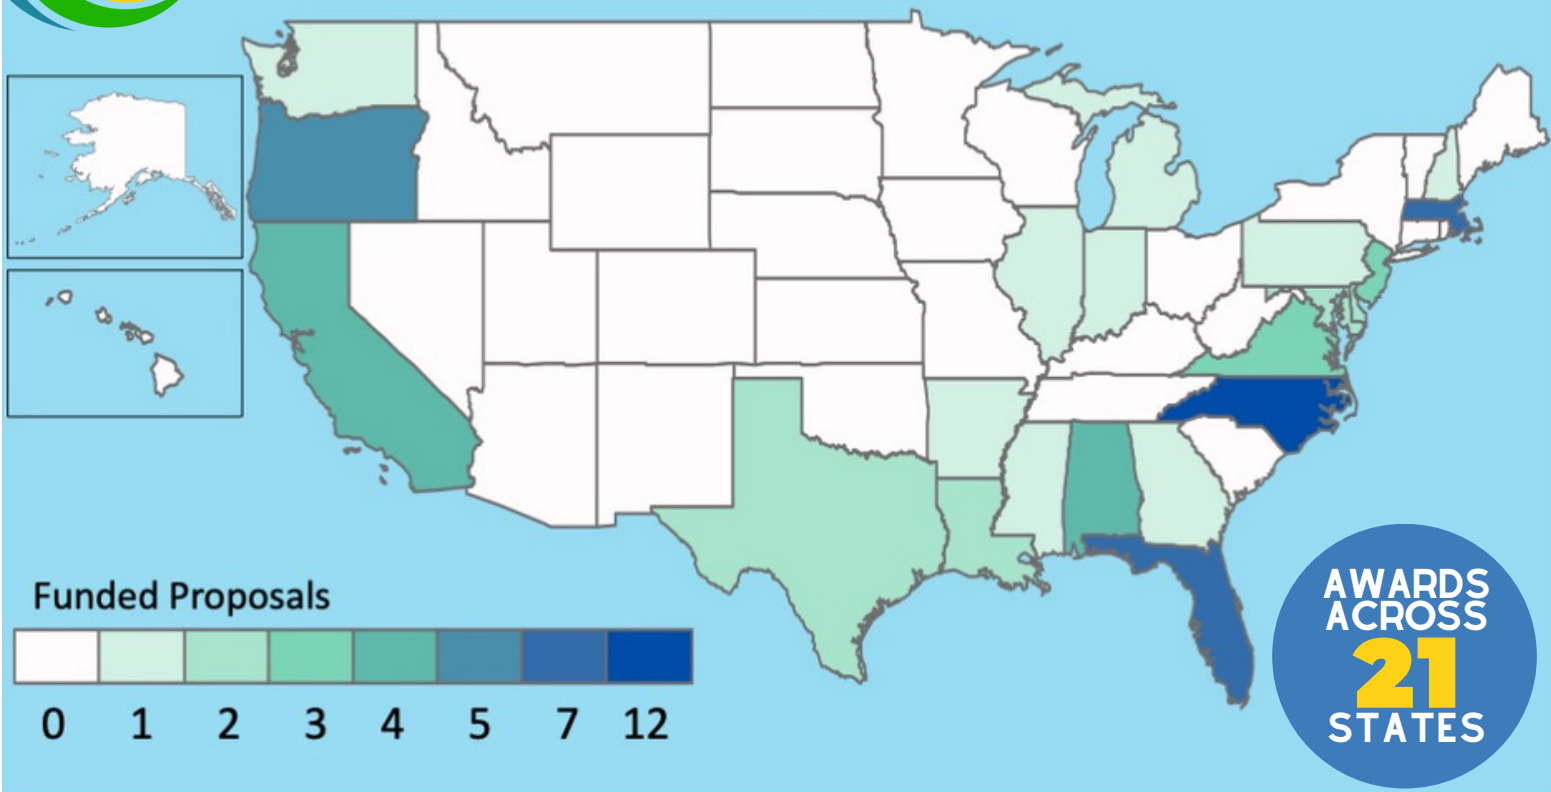 Funded Proposals
0 1 2 3 4 5 7 12
AWARDS
ACROSS
21
STATES